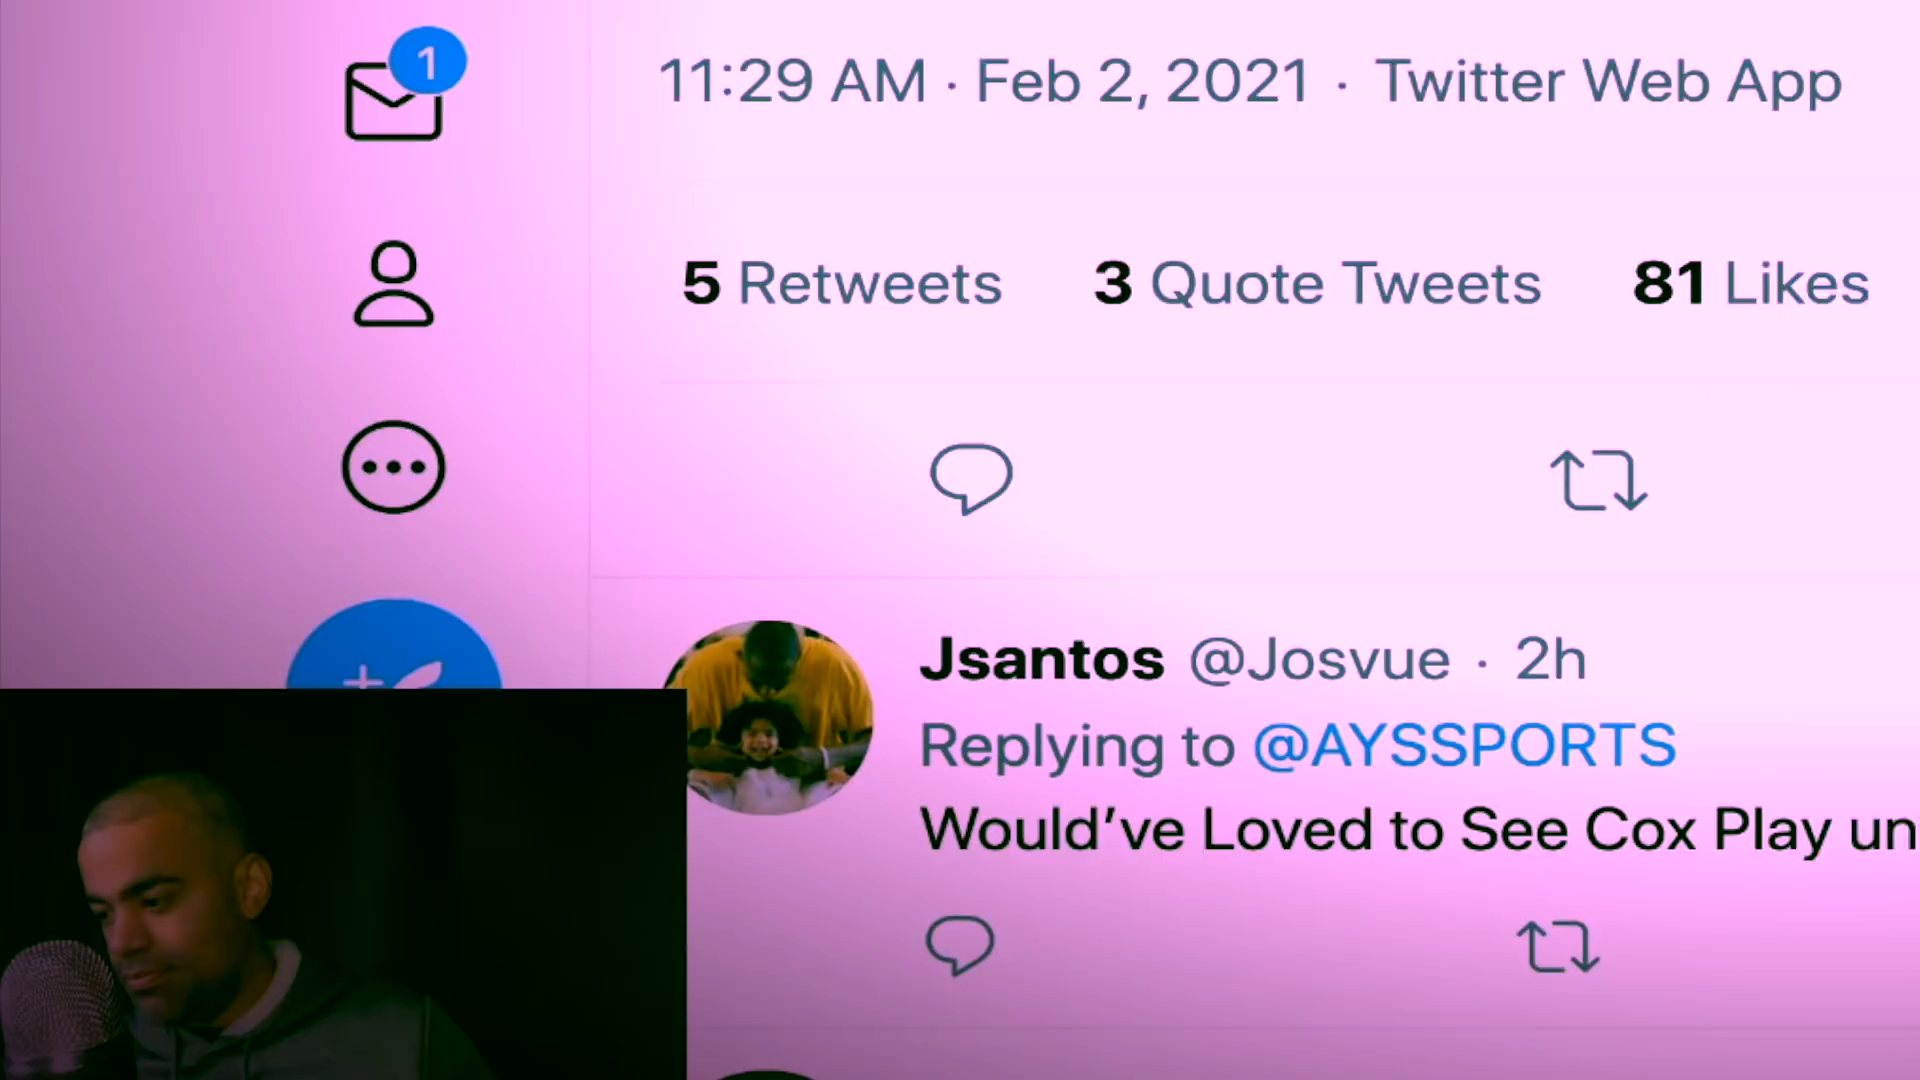 1
11:29 AM · Feb 2, 2021 · Twitter Web App
5 Retweets 3 Quote Tweets 81 Likes
Jsantos @Josvue · 2h
Replying to @AYSSPORTS
Would’ve Loved to See Cox Play un